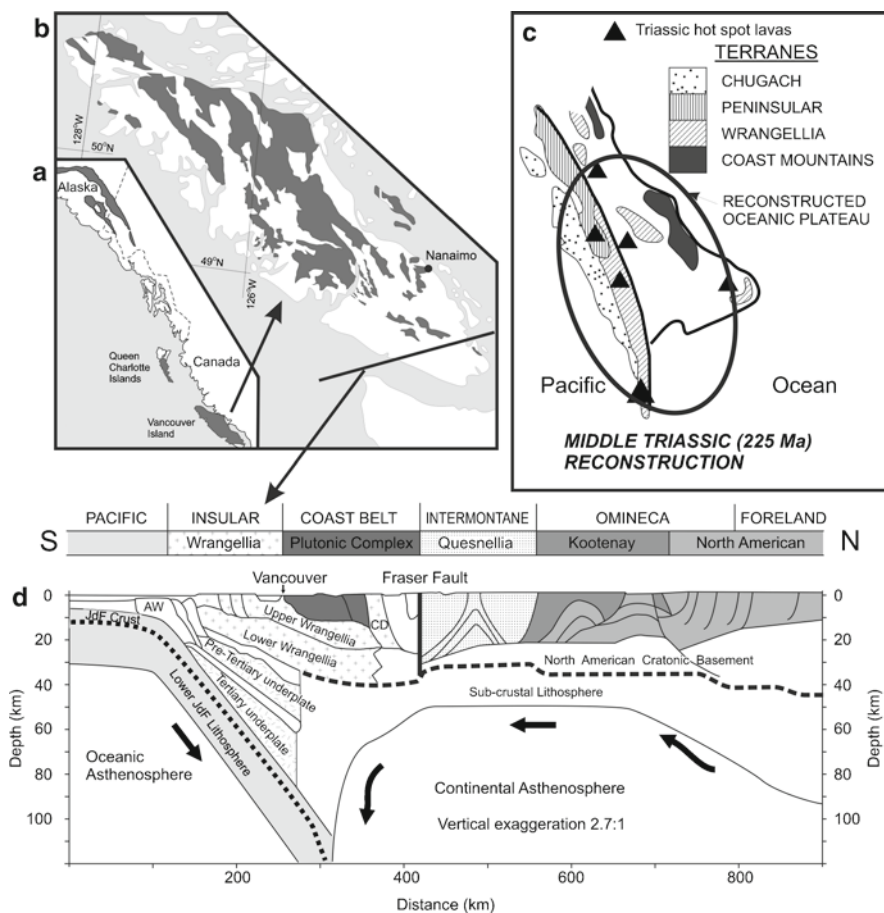 b
128°W
50°N
a
Alaska
49°N
126°W
Nanaimo
Canada
Queen
Charlotte
Islands
Vancouver
Island
c
Triassic hot spot lavas
TERRANES
CHUGACH
PENINSULAR
WRANGELLIA
COAST MOUNTAINS
RECONSTRUCTED
OCEANIC PLATEAU
Pacific
Ocean
MIDDLE TRIASSIC (225 Ma)
RECONSTRUCTION
PACIFIC
INSULAR
COAST BELT
INTERMONTANE
OMINECA
FORELAND
S
Wrangellia
Plutonic Complex
Quesnellia
Kootenay
North American
N
Vancouver
Fraser Fault
d
0
20
40
60
80
100
Depth (km)
JdF Crust
AW
Upper Wrangellia
CD
Lower Wrangellia
Pre-Tertiary underplate
Tertiary underplate
Lower JdF Lithosphere
North American Cratonic Basement
Sub-crustal Lithosphere
Oceanic
Asthenosphere
Continental Asthenosphere
Vertical exaggeration 2.7:1
0
20
40
60
80
100
Depth (km)
200
400
600
800
Distance (km)